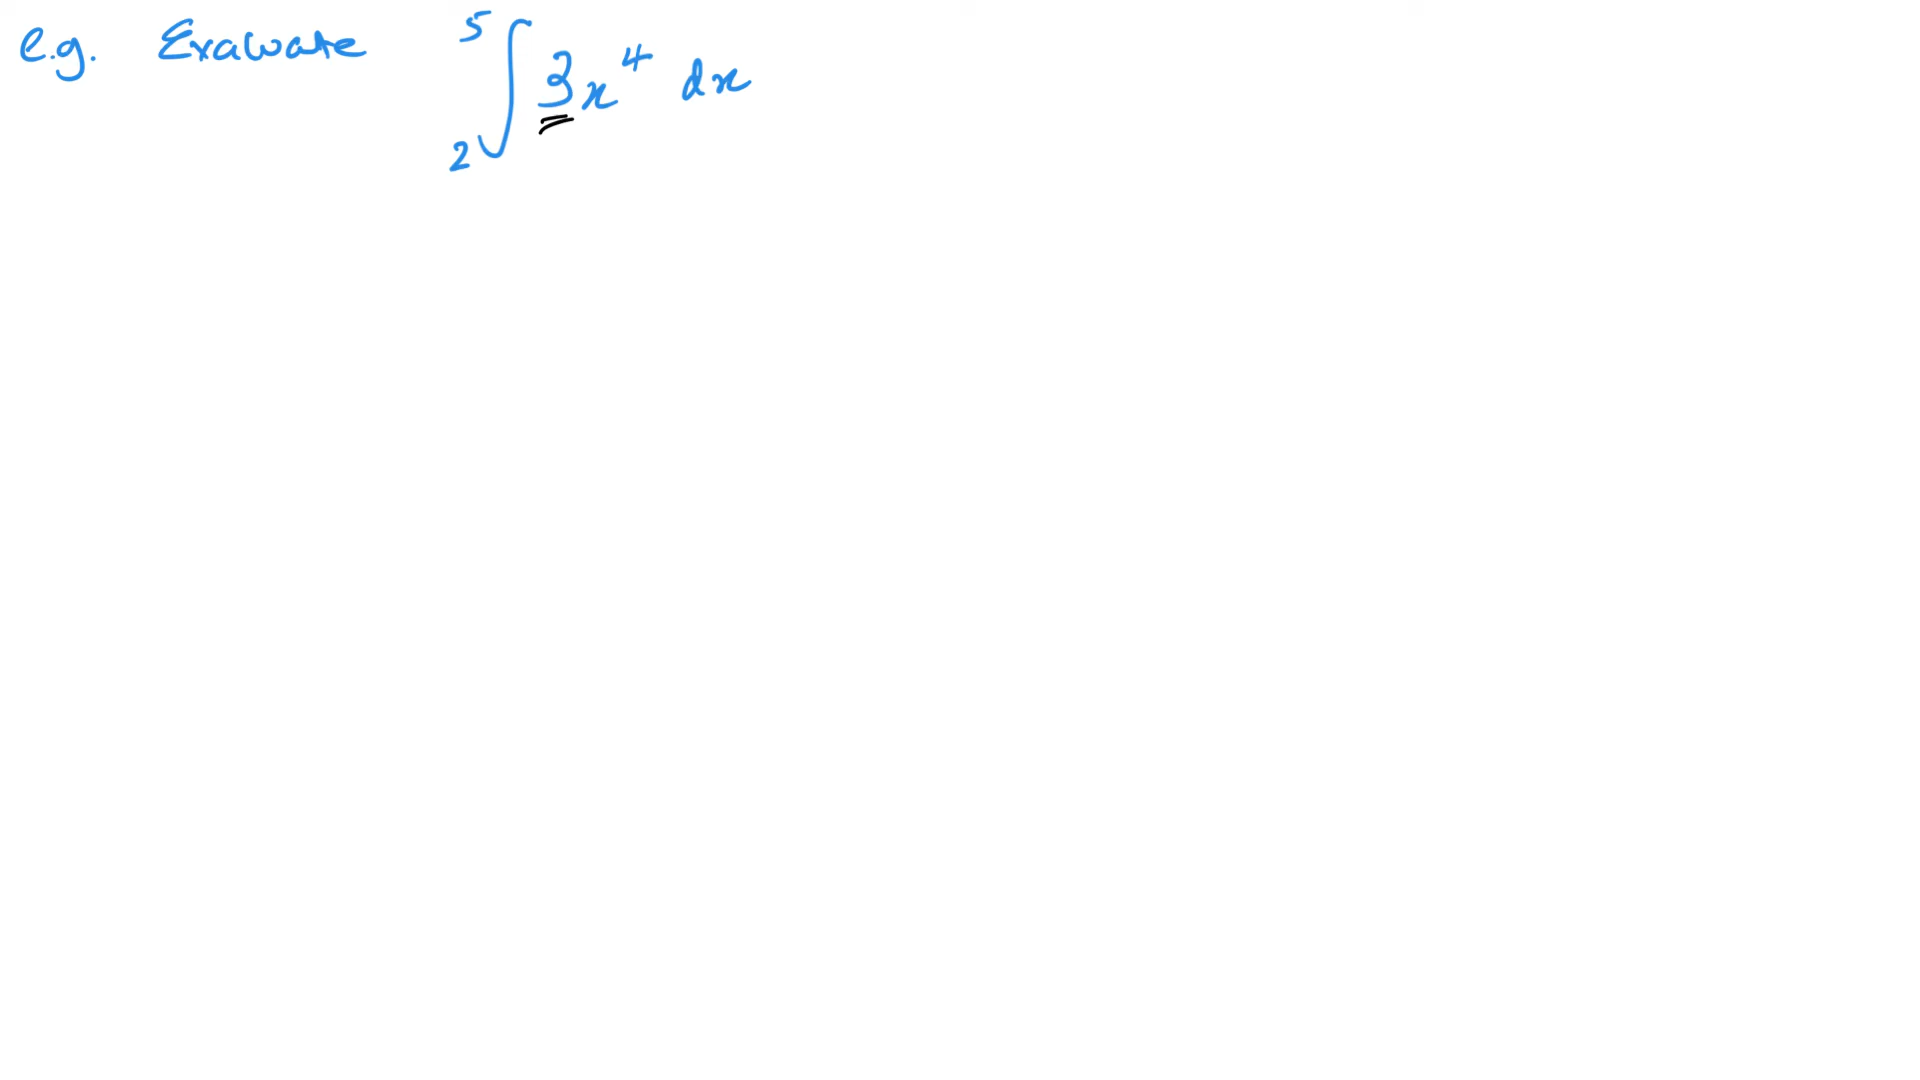 e.g. Evaluate ∫₂⁵ 3x⁴ dx